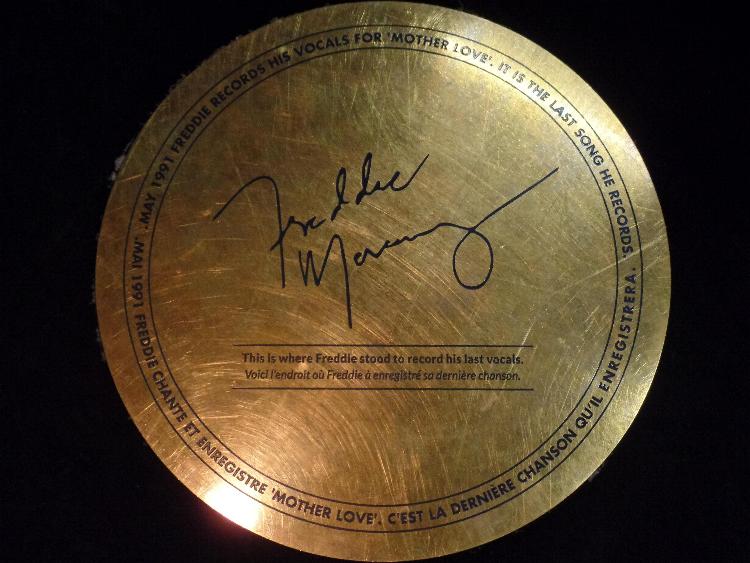 .MAY 1991 FREDDIE RECORDS HIS VOCALS FOR 'MOTHER LOVE'. IT IS THE LAST SONG HE RECORDS.
Freddie
Mercury
This is where Freddie stood to record his last vocals.
Voici l'endroit où Freddie à enregistré sa dernière chanson.
.MAI 1991 FREDDIE CHANTE ET ENREGISTRE 'MOTHER LOVE'. C'EST LA DERNIÈRE CHANSON QU'IL ENREGISTRERA.